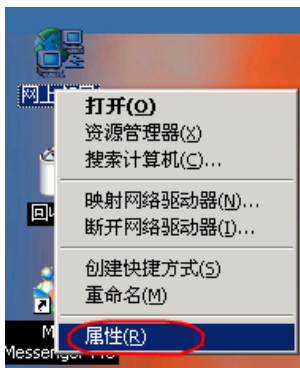 网上
打开(O)
资源管理器(X)
搜索计算机(C)...
映射网络驱动器(N)...
断开网络驱动器(I)...
回
创建快捷方式(S)
重命名(M)
属性(R)
M
Messenger